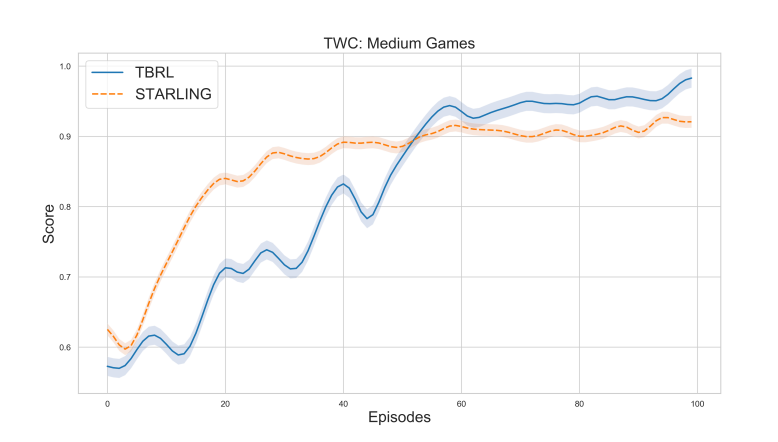 TWC: Medium Games
TBRL
STARLING
1.0
0.9
0.8
0.7
0.6
Score
0 20 40 60 80 100
Episodes